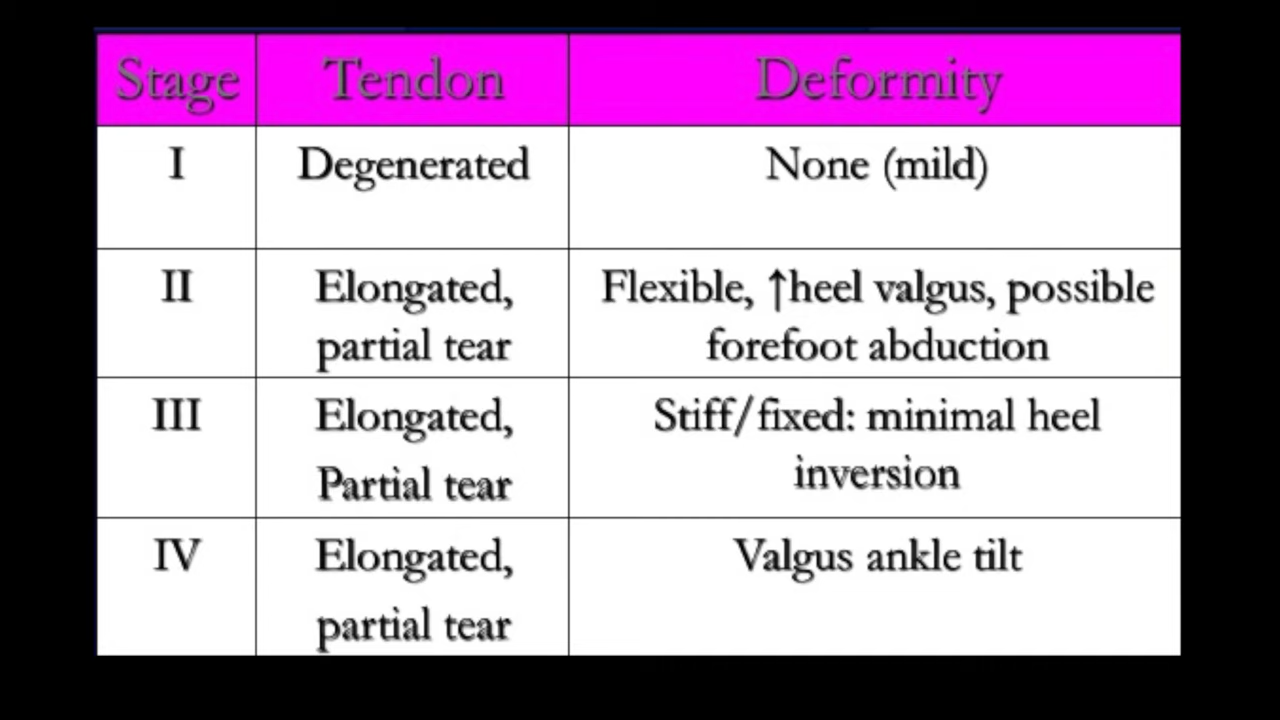 Stage Tendon Deformity
I Degenerated None (mild)
II Elongated, Flexible, ↑heel valgus, possible
partial tear forefoot abduction
III Elongated, Stiff/fixed: minimal heel
Partial tear inversion
IV Elongated, Valgus ankle tilt
partial tear